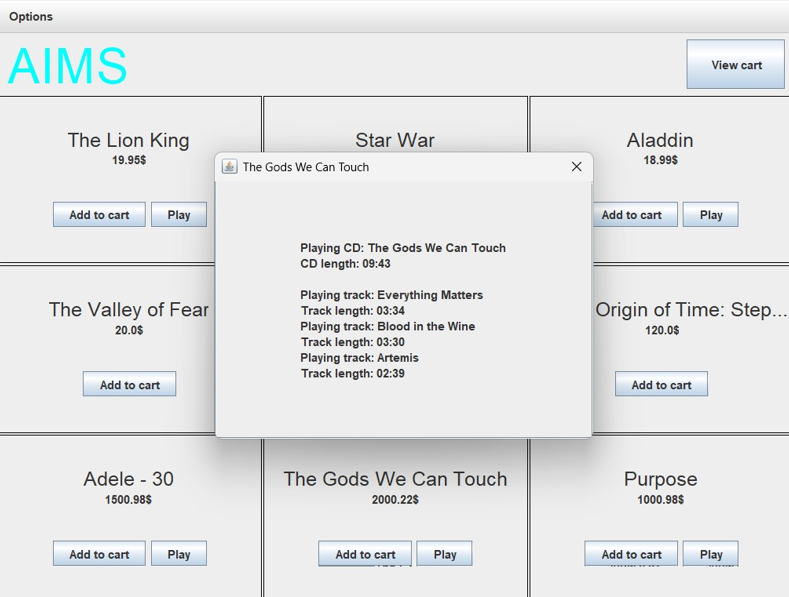 Options
AIMS
View cart
The Lion King
19.95$
Add to cart
Play
Star War
Aladdin
18.99$
Add to cart
Play
The Gods We Can Touch
Playing CD: The Gods We Can Touch
CD length: 09:43
Playing track: Everything Matters
Track length: 03:34
Playing track: Blood in the Wine
Track length: 03:30
Playing track: Artemis
Track length: 02:39
The Valley of Fear
20.0$
Add to cart
Origin of Time: Step...
120.0$
Add to cart
Adele - 30
1500.98$
Add to cart
Play
The Gods We Can Touch
2000.22$
Add to cart
Play
Purpose
1000.98$
Add to cart
Play